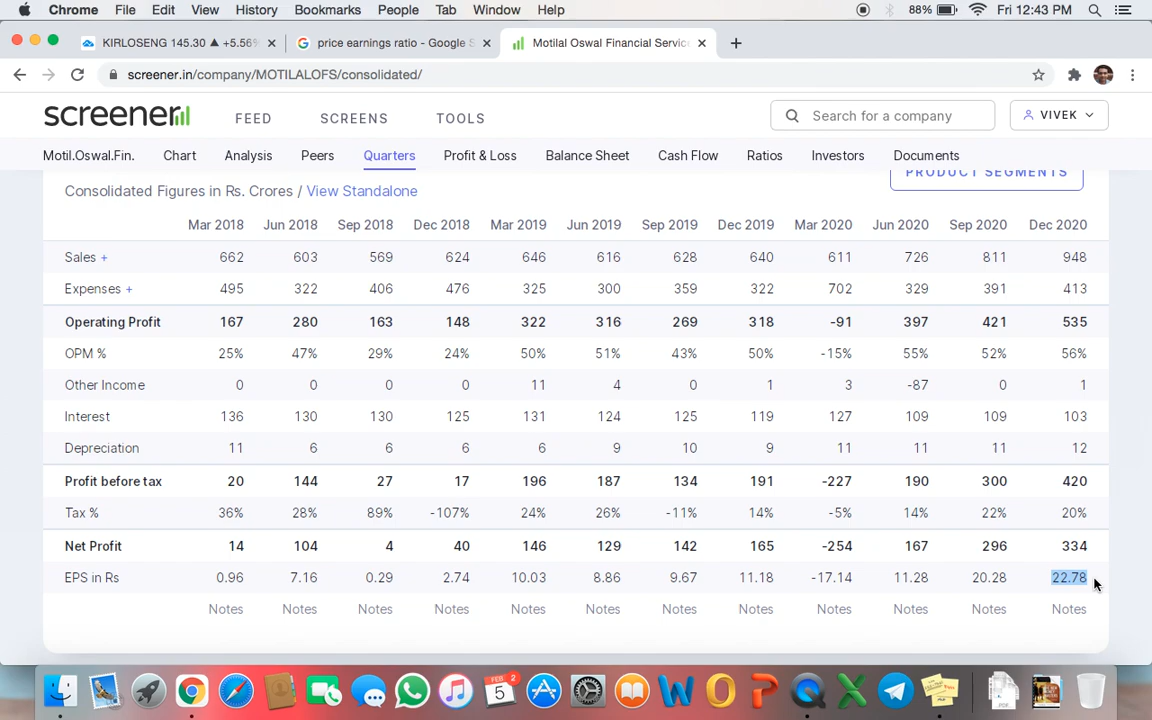 Chrome File Edit View History Bookmarks People Tab Window Help 88% Fri 12:43 PM
KIRLOSENG 145.30 ▲ +5.56% price earnings ratio - Google S Motilal Oswal Financial Service
screener.in/company/MOTILALOFS/consolidated/
screener FEED SCREENS TOOLS Search for a company VIVEK
Motil.Oswal.Fin. Chart Analysis Peers Quarters Profit & Loss Balance Sheet Cash Flow Ratios Investors Documents
PRODUCT SEGMENTS
Consolidated Figures in Rs. Crores / View Standalone
Mar 2018 Jun 2018 Sep 2018 Dec 2018 Mar 2019 Jun 2019 Sep 2019 Dec 2019 Mar 2020 Jun 2020 Sep 2020 Dec 2020
Sales + 662 603 569 624 646 616 628 640 611 726 811 948
Expenses + 495 322 406 476 325 300 359 322 702 329 391 413
Operating Profit 167 280 163 148 322 316 269 318 -91 397 421 535
OPM % 25% 47% 29% 24% 50% 51% 43% 50% -15% 55% 52% 56%
Other Income 0 0 0 0 11 4 0 1 3 -87 0 1
Interest 136 130 130 125 131 124 125 119 127 109 109 103
Depreciation 11 6 6 6 6 9 10 9 11 11 11 12
Profit before tax 20 144 27 17 196 187 134 191 -227 190 300 420
Tax % 36% 28% 89% -107% 24% 26% -11% 14% -5% 14% 22% 20%
Net Profit 14 104 4 40 146 129 142 165 -254 167 296 334
EPS in Rs 0.96 7.16 0.29 2.74 10.03 8.86 9.67 11.18 -17.14 11.28 20.28 22.78
Notes Notes Notes Notes Notes Notes Notes Notes Notes Notes Notes Notes
FEB 2
5